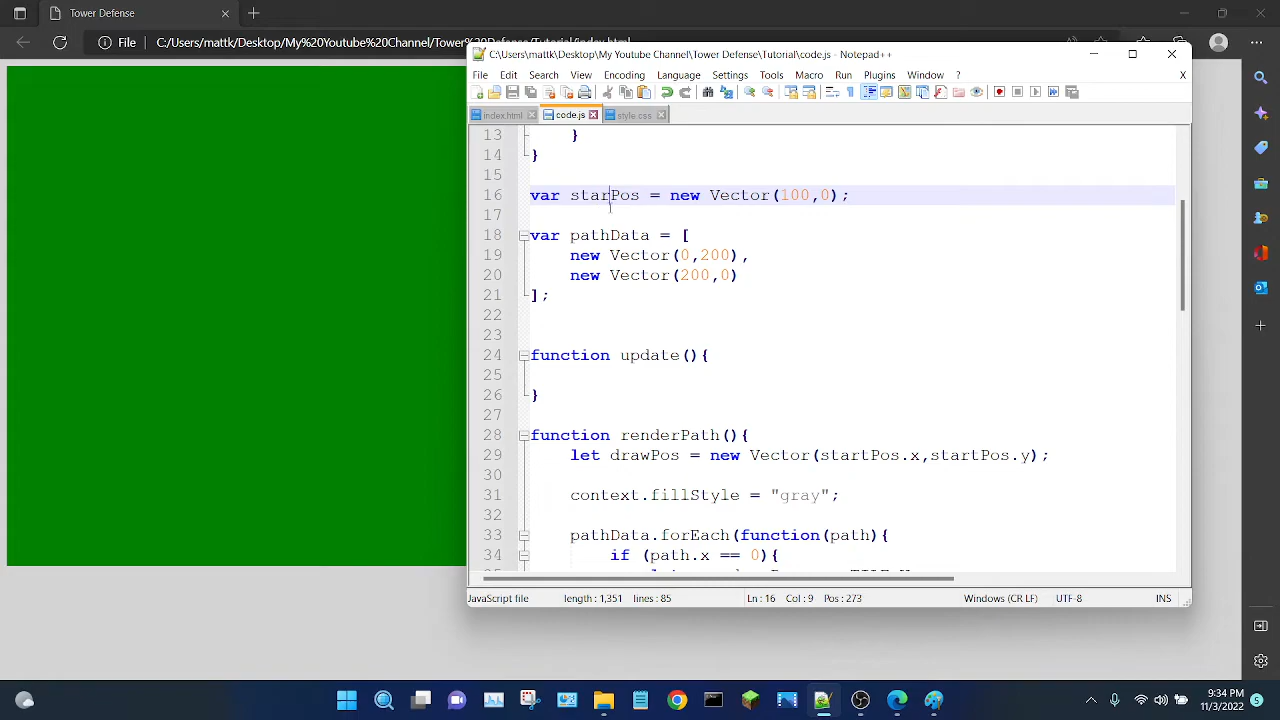 Tower Defense
File C:/Users/mattk/Desktop/My%20Youtube%20Channel/Tower%20Defense/Tutorial/index.html
C:\Users\mattk\Desktop\My Youtube Channel\Tower Defense\Tutorial\code.js - Notepad++
File Edit Search View Encoding Language Settings Tools Macro Run Plugins Window ? X
index.html code.js style.css
13 }
14 }
15
16 var starPos = new Vector(100,0);
17
18 var pathData = [
19 new Vector(0,200),
20 new Vector(200,0)
21 ];
22
23
24 function update(){
25
26 }
27
28 function renderPath(){
29 let drawPos = new Vector(startPos.x,startPos.y);
30
31 context.fillStyle = "gray";
32
33 pathData.forEach(function(path){
34 if (path.x == 0){
JavaScript file length : 1,351 lines : 85 Ln : 16 Col : 9 Pos : 273 Windows (CR LF) UTF-8 INS
9:34 PM
11/3/2022
5